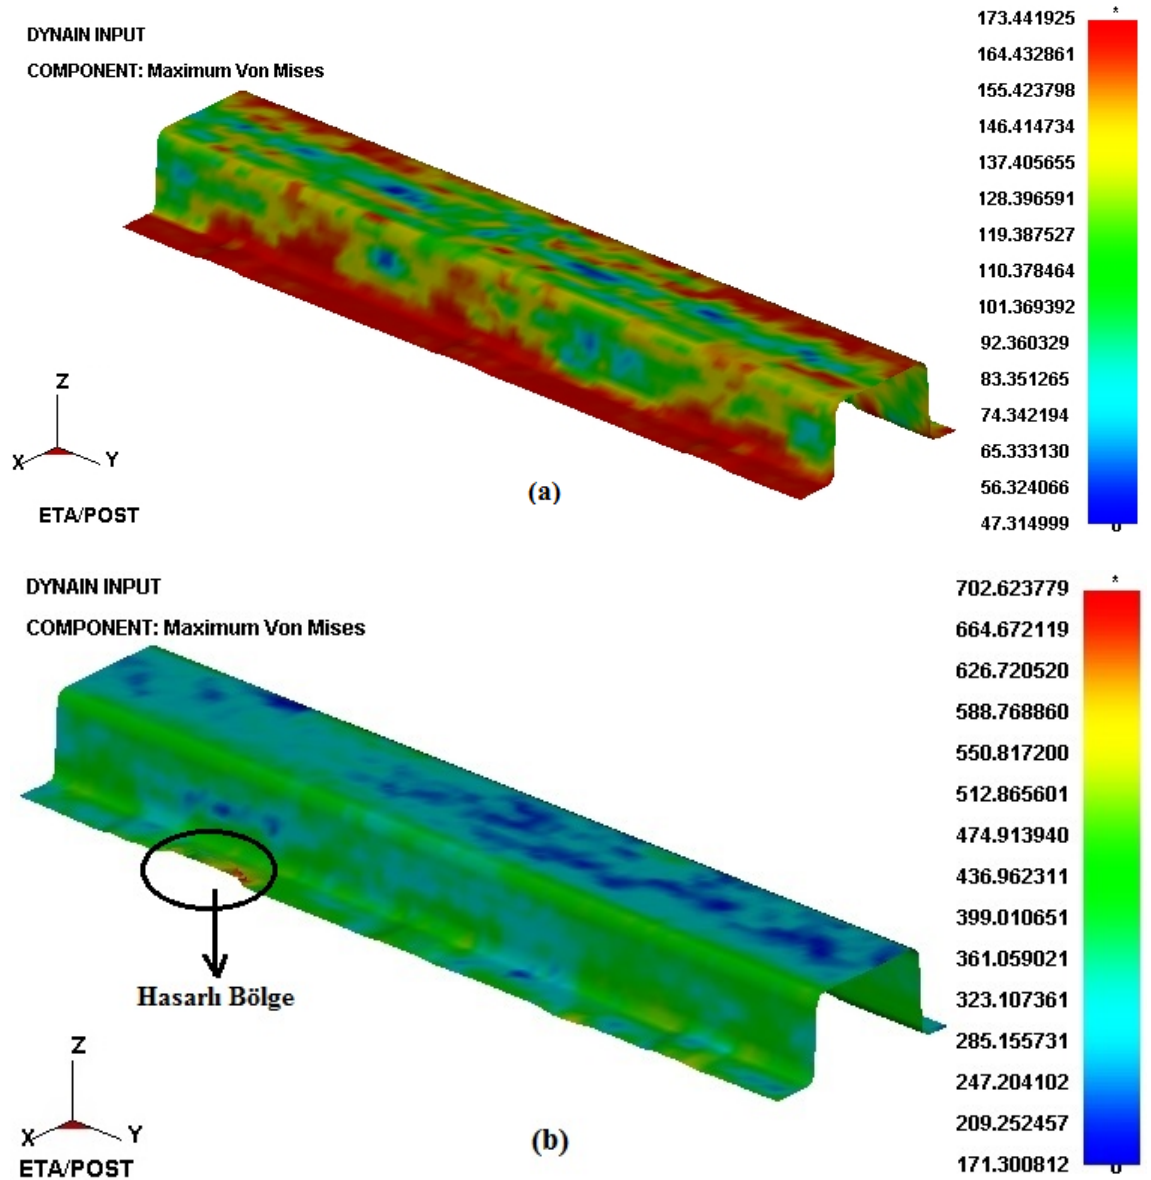 DYNAIN INPUT
COMPONENT: Maximum Von Mises
173.441925
164.432861
155.423798
146.414734
137.405655
128.396591
119.387527
110.378464
101.369392
92.360329
83.351265
74.342194
65.333130
56.324066
47.314999
*
0
Z
X
Y
ETA/POST
(a)
DYNAIN INPUT
COMPONENT: Maximum Von Mises
702.623779
664.672119
626.720520
588.768860
550.817200
512.865601
474.913940
436.962311
399.010651
361.059021
323.107361
285.155731
247.204102
209.252457
171.300812
*
0
Hasarlı Bölge
Z
X
Y
ETA/POST
(b)